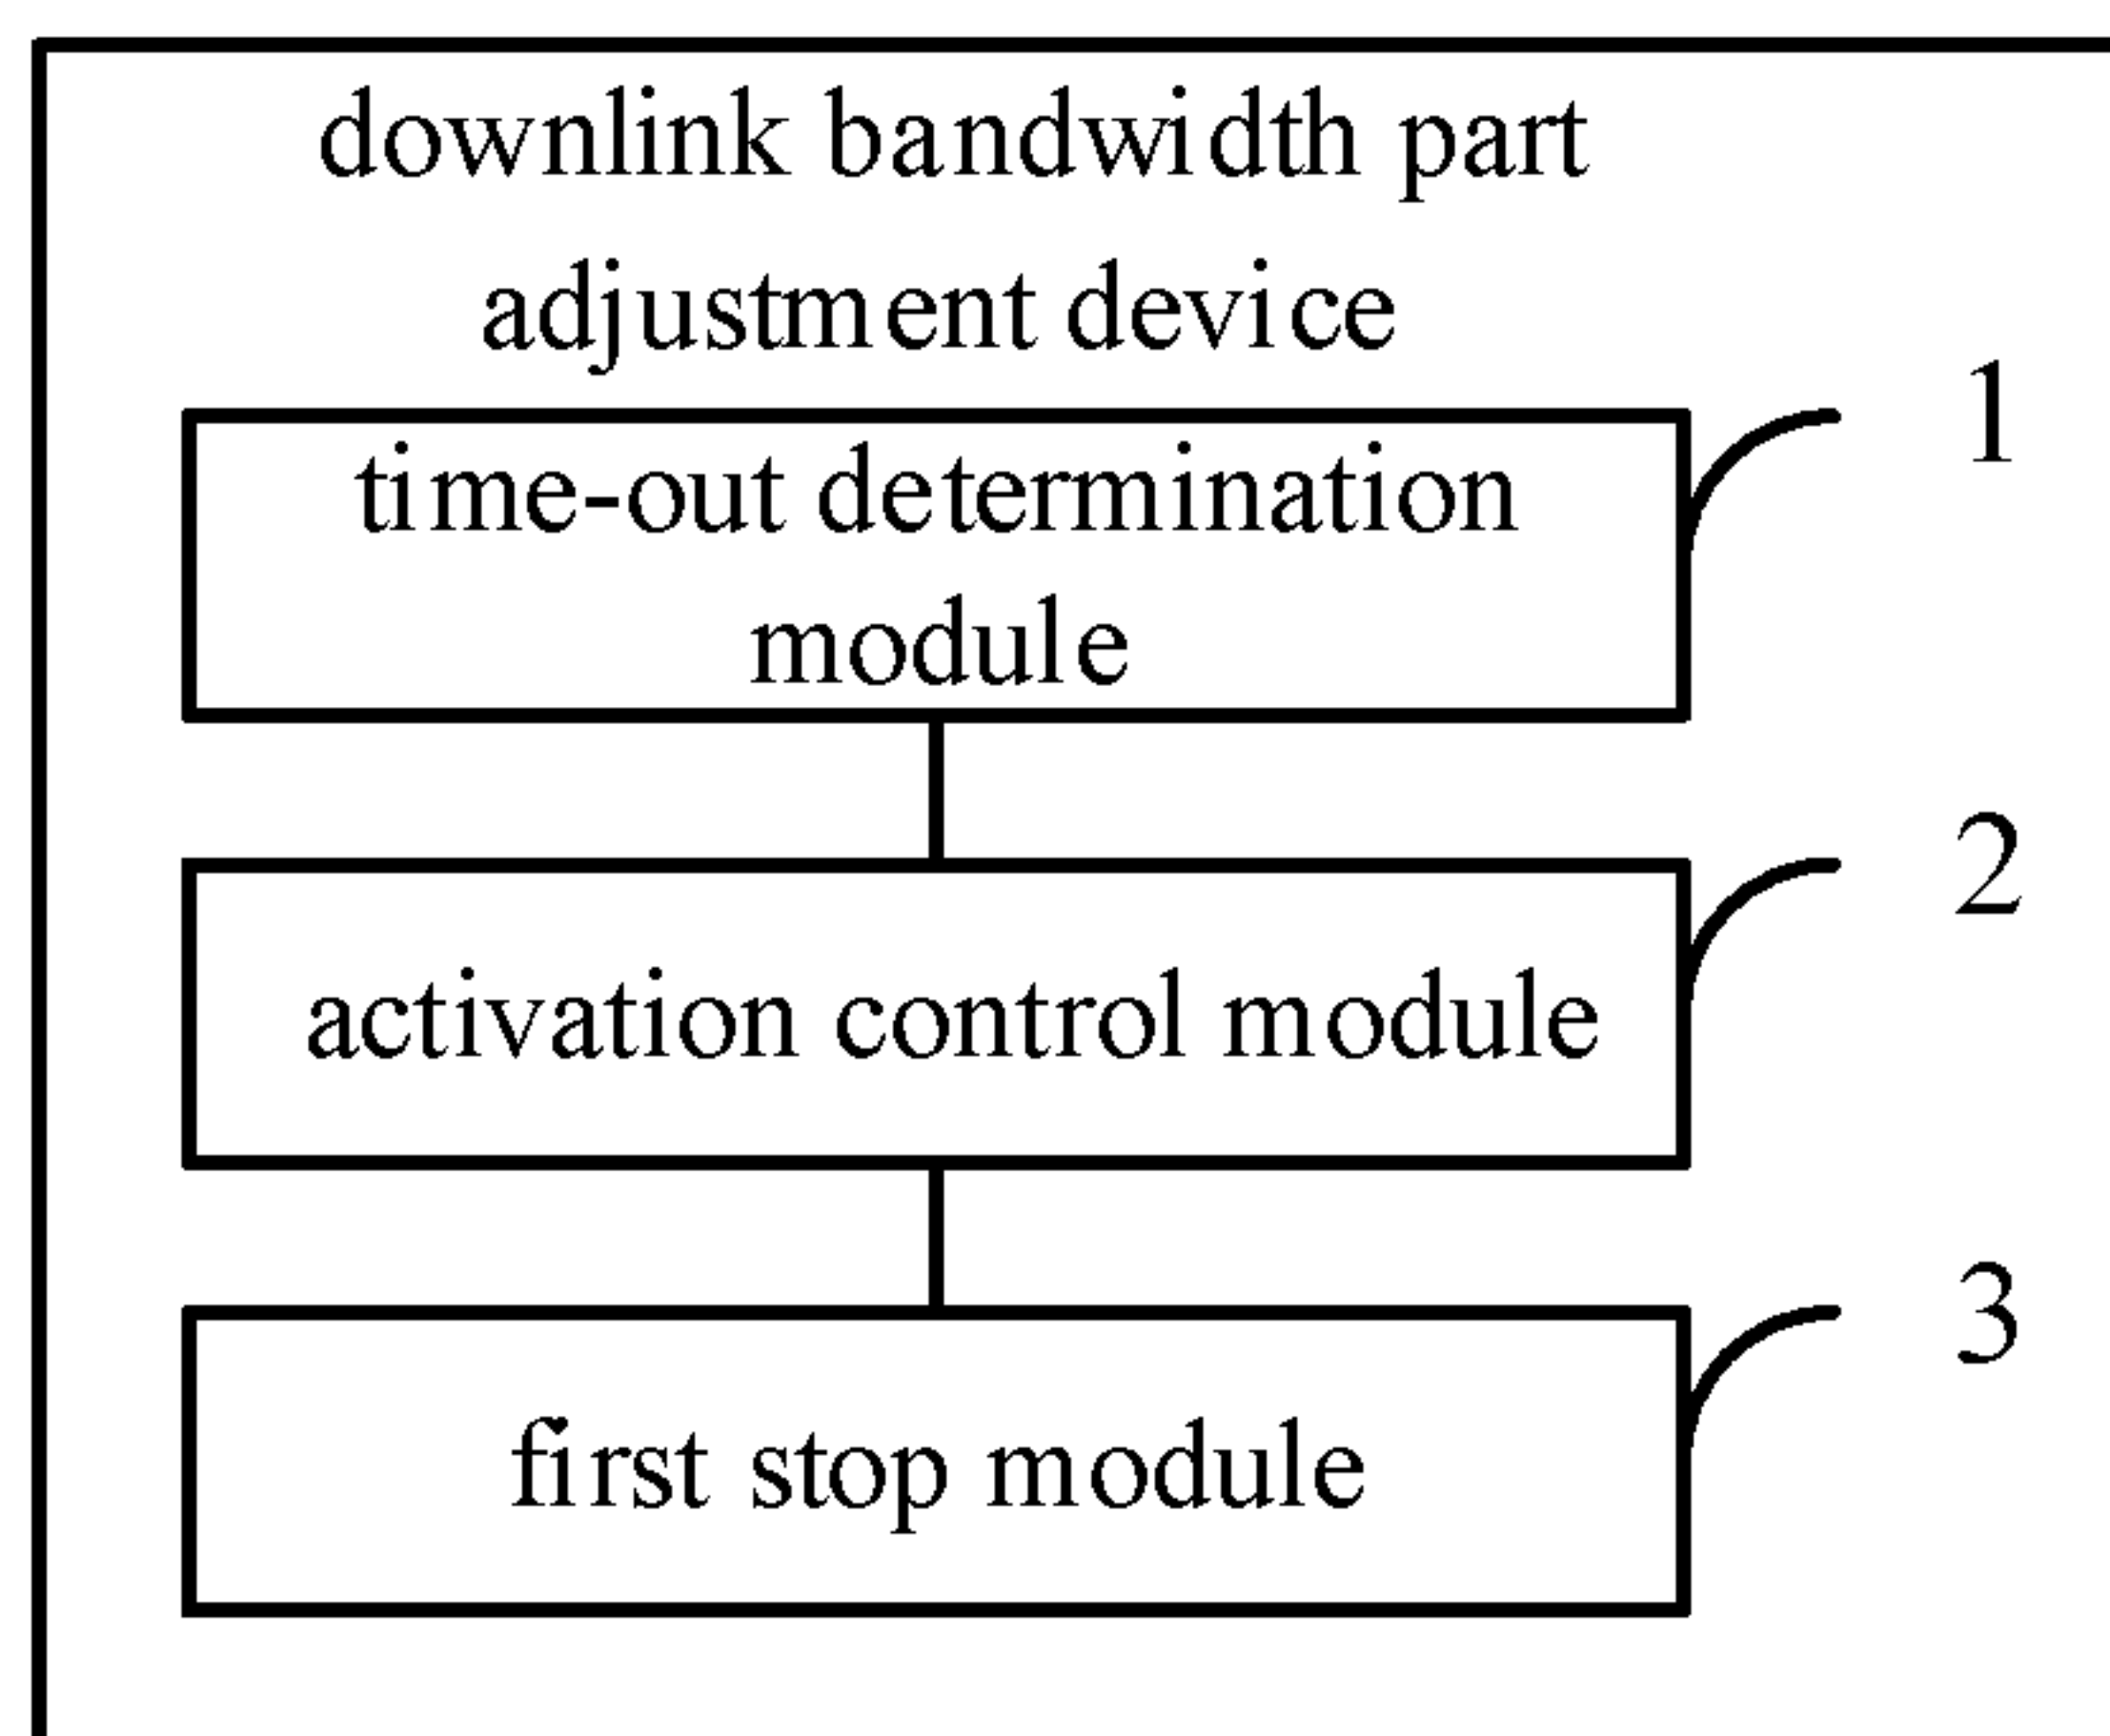 downlink bandwidth part
adjustment device
1
time-out determination
module
2
activation control module
3
first stop module